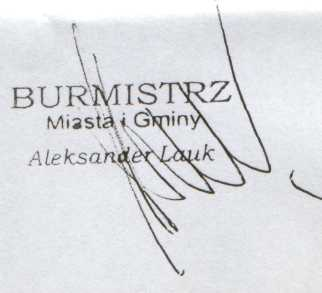 BURMISTRZ
Miasta i Gminy
Aleksander Lauk